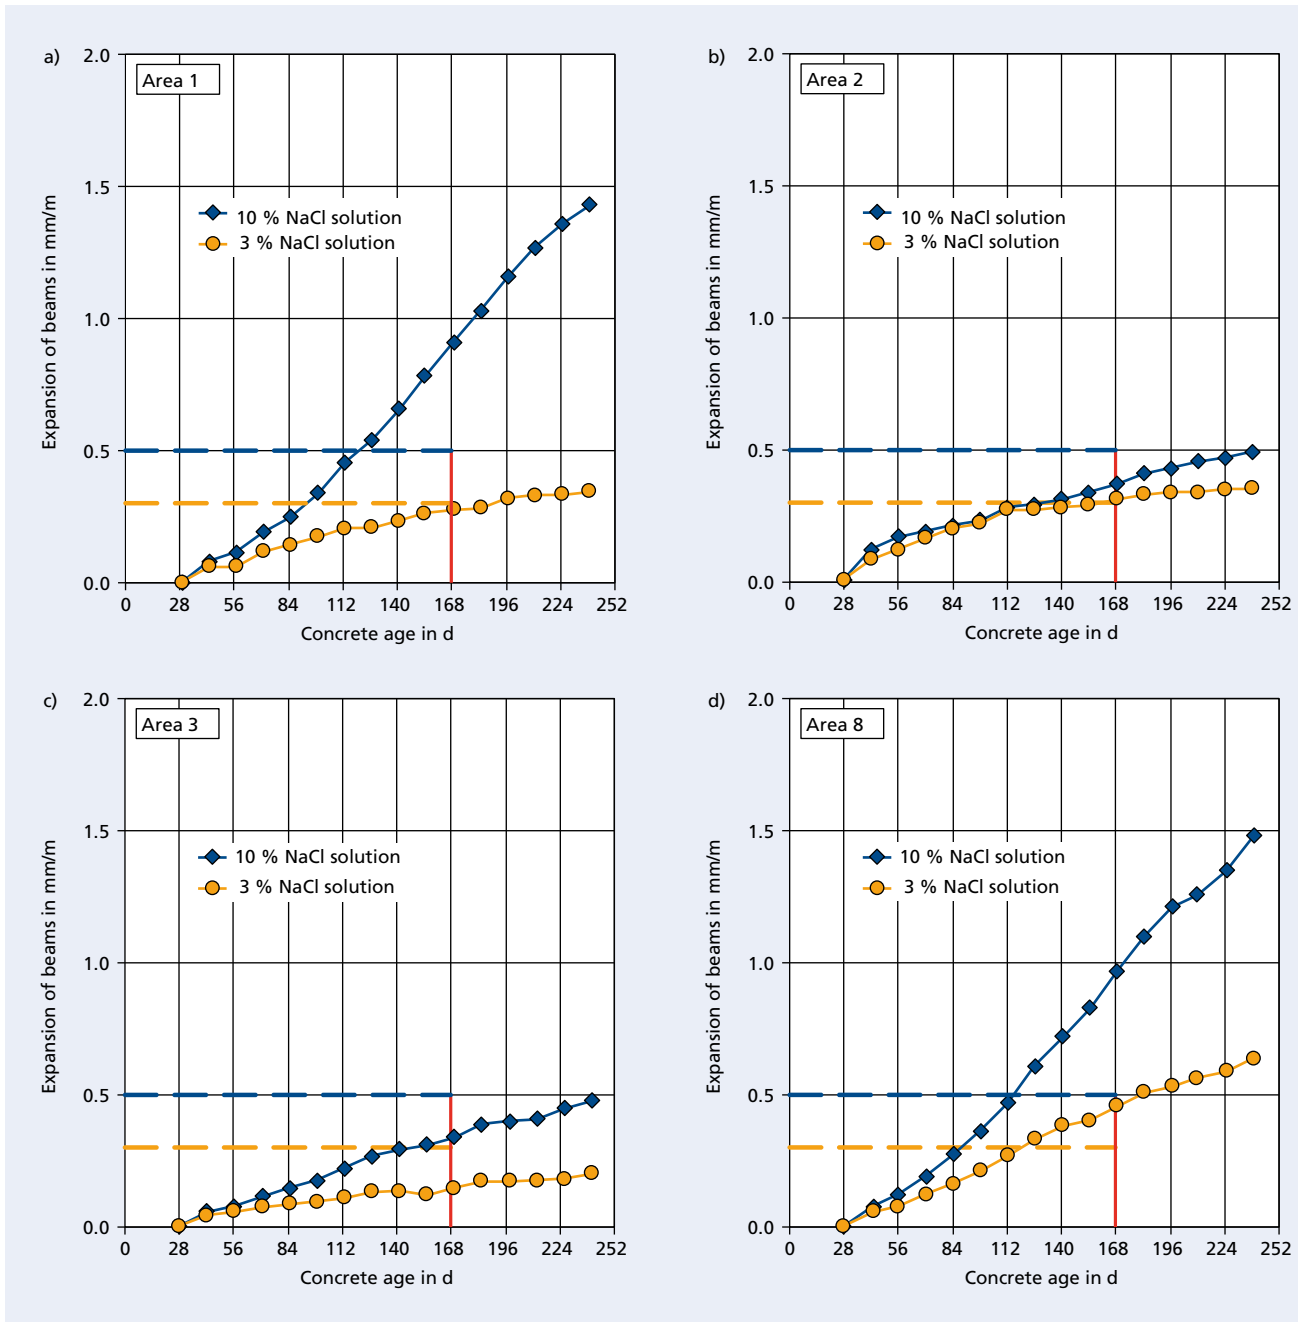 a)
Area 1
2.0
1.5
1.0
0.5
0.0
Expansion of beams in mm/m
10 % NaCl solution
3 % NaCl solution
0 28 56 84 112 140 168 196 224 252
Concrete age in d
b)
Area 2
2.0
1.5
1.0
0.5
0.0
Expansion of beams in mm/m
10 % NaCl solution
3 % NaCl solution
0 28 56 84 112 140 168 196 224 252
Concrete age in d
c)
Area 3
2.0
1.5
1.0
0.5
0.0
Expansion of beams in mm/m
10 % NaCl solution
3 % NaCl solution
0 28 56 84 112 140 168 196 224 252
Concrete age in d
d)
Area 8
2.0
1.5
1.0
0.5
0.0
Expansion of beams in mm/m
10 % NaCl solution
3 % NaCl solution
0 28 56 84 112 140 168 196 224 252
Concrete age in d